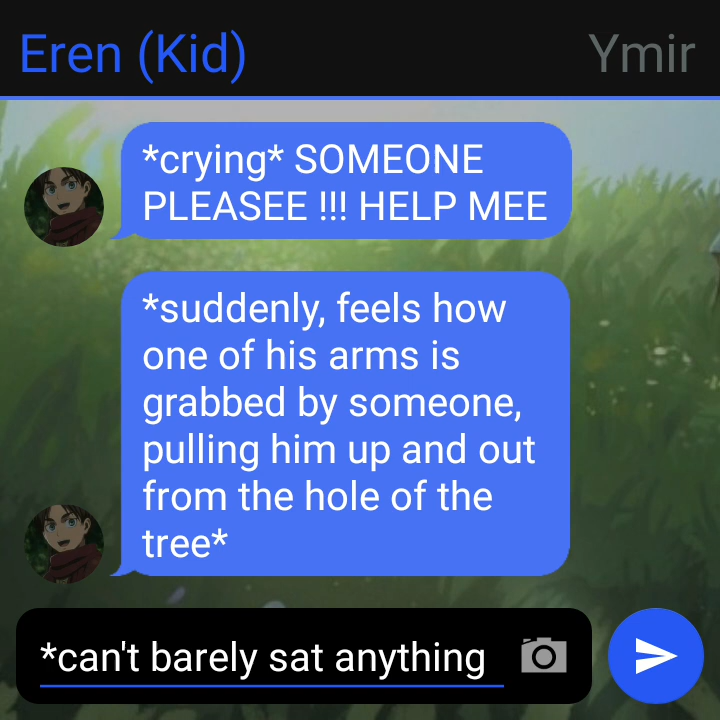 Eren (Kid) Ymir
*crying* SOMEONE
PLEASEE !!! HELP MEE
*suddenly, feels how
one of his arms is
grabbed by someone,
pulling him up and out
from the hole of the
tree*
*can't barely sat anything